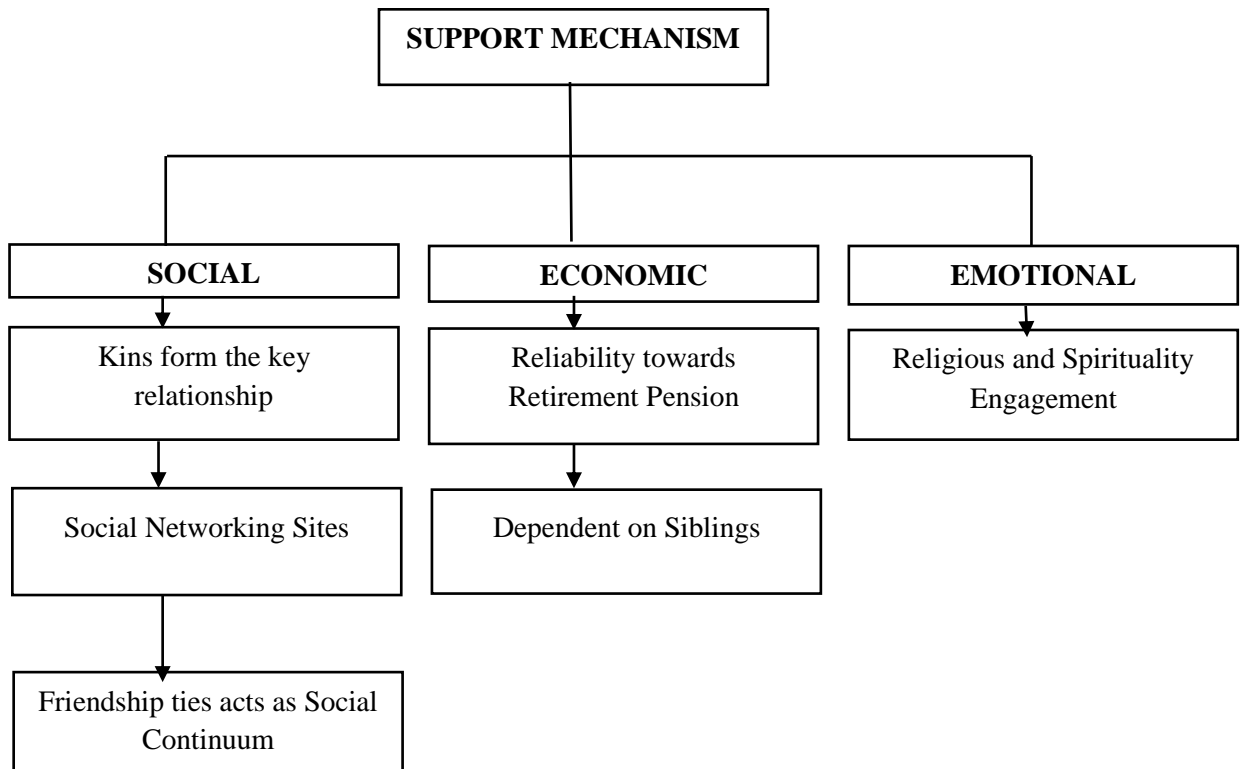 SUPPORT MECHANISM
SOCIAL
ECONOMIC
EMOTIONAL
Kins form the key
relationship
Reliability towards
Retirement Pension
Religious and Spirituality
Engagement
Social Networking Sites
Dependent on Siblings
Friendship ties acts as Social
Continuum